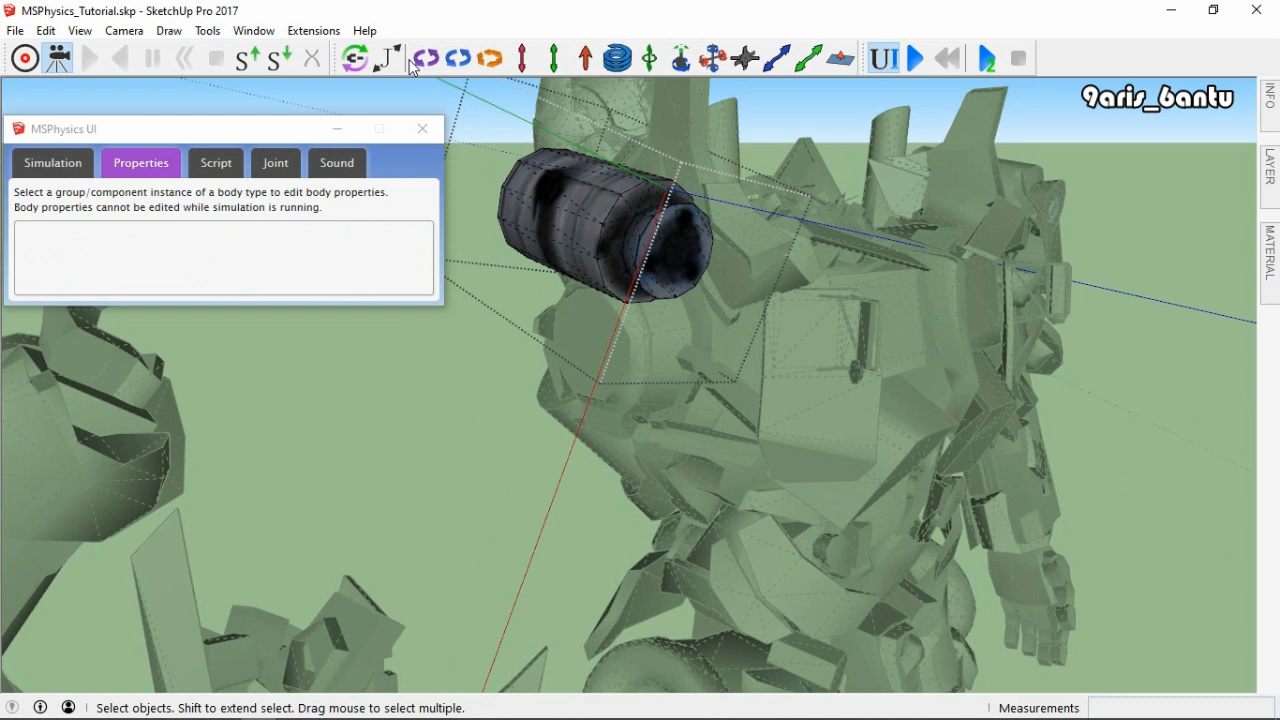 MSPhysics_Tutorial.skp - SketchUp Pro 2017
File Edit View Camera Draw Tools Window Extensions Help
S S J UI 2
9aris_6antu
INFO
LAYER
MATERIAL
MSPhysics UI
Simulation Properties Script Joint Sound
Select a group/component instance of a body type to edit body properties.
Body properties cannot be edited while simulation is running.
Select objects. Shift to extend select. Drag mouse to select multiple.
Measurements